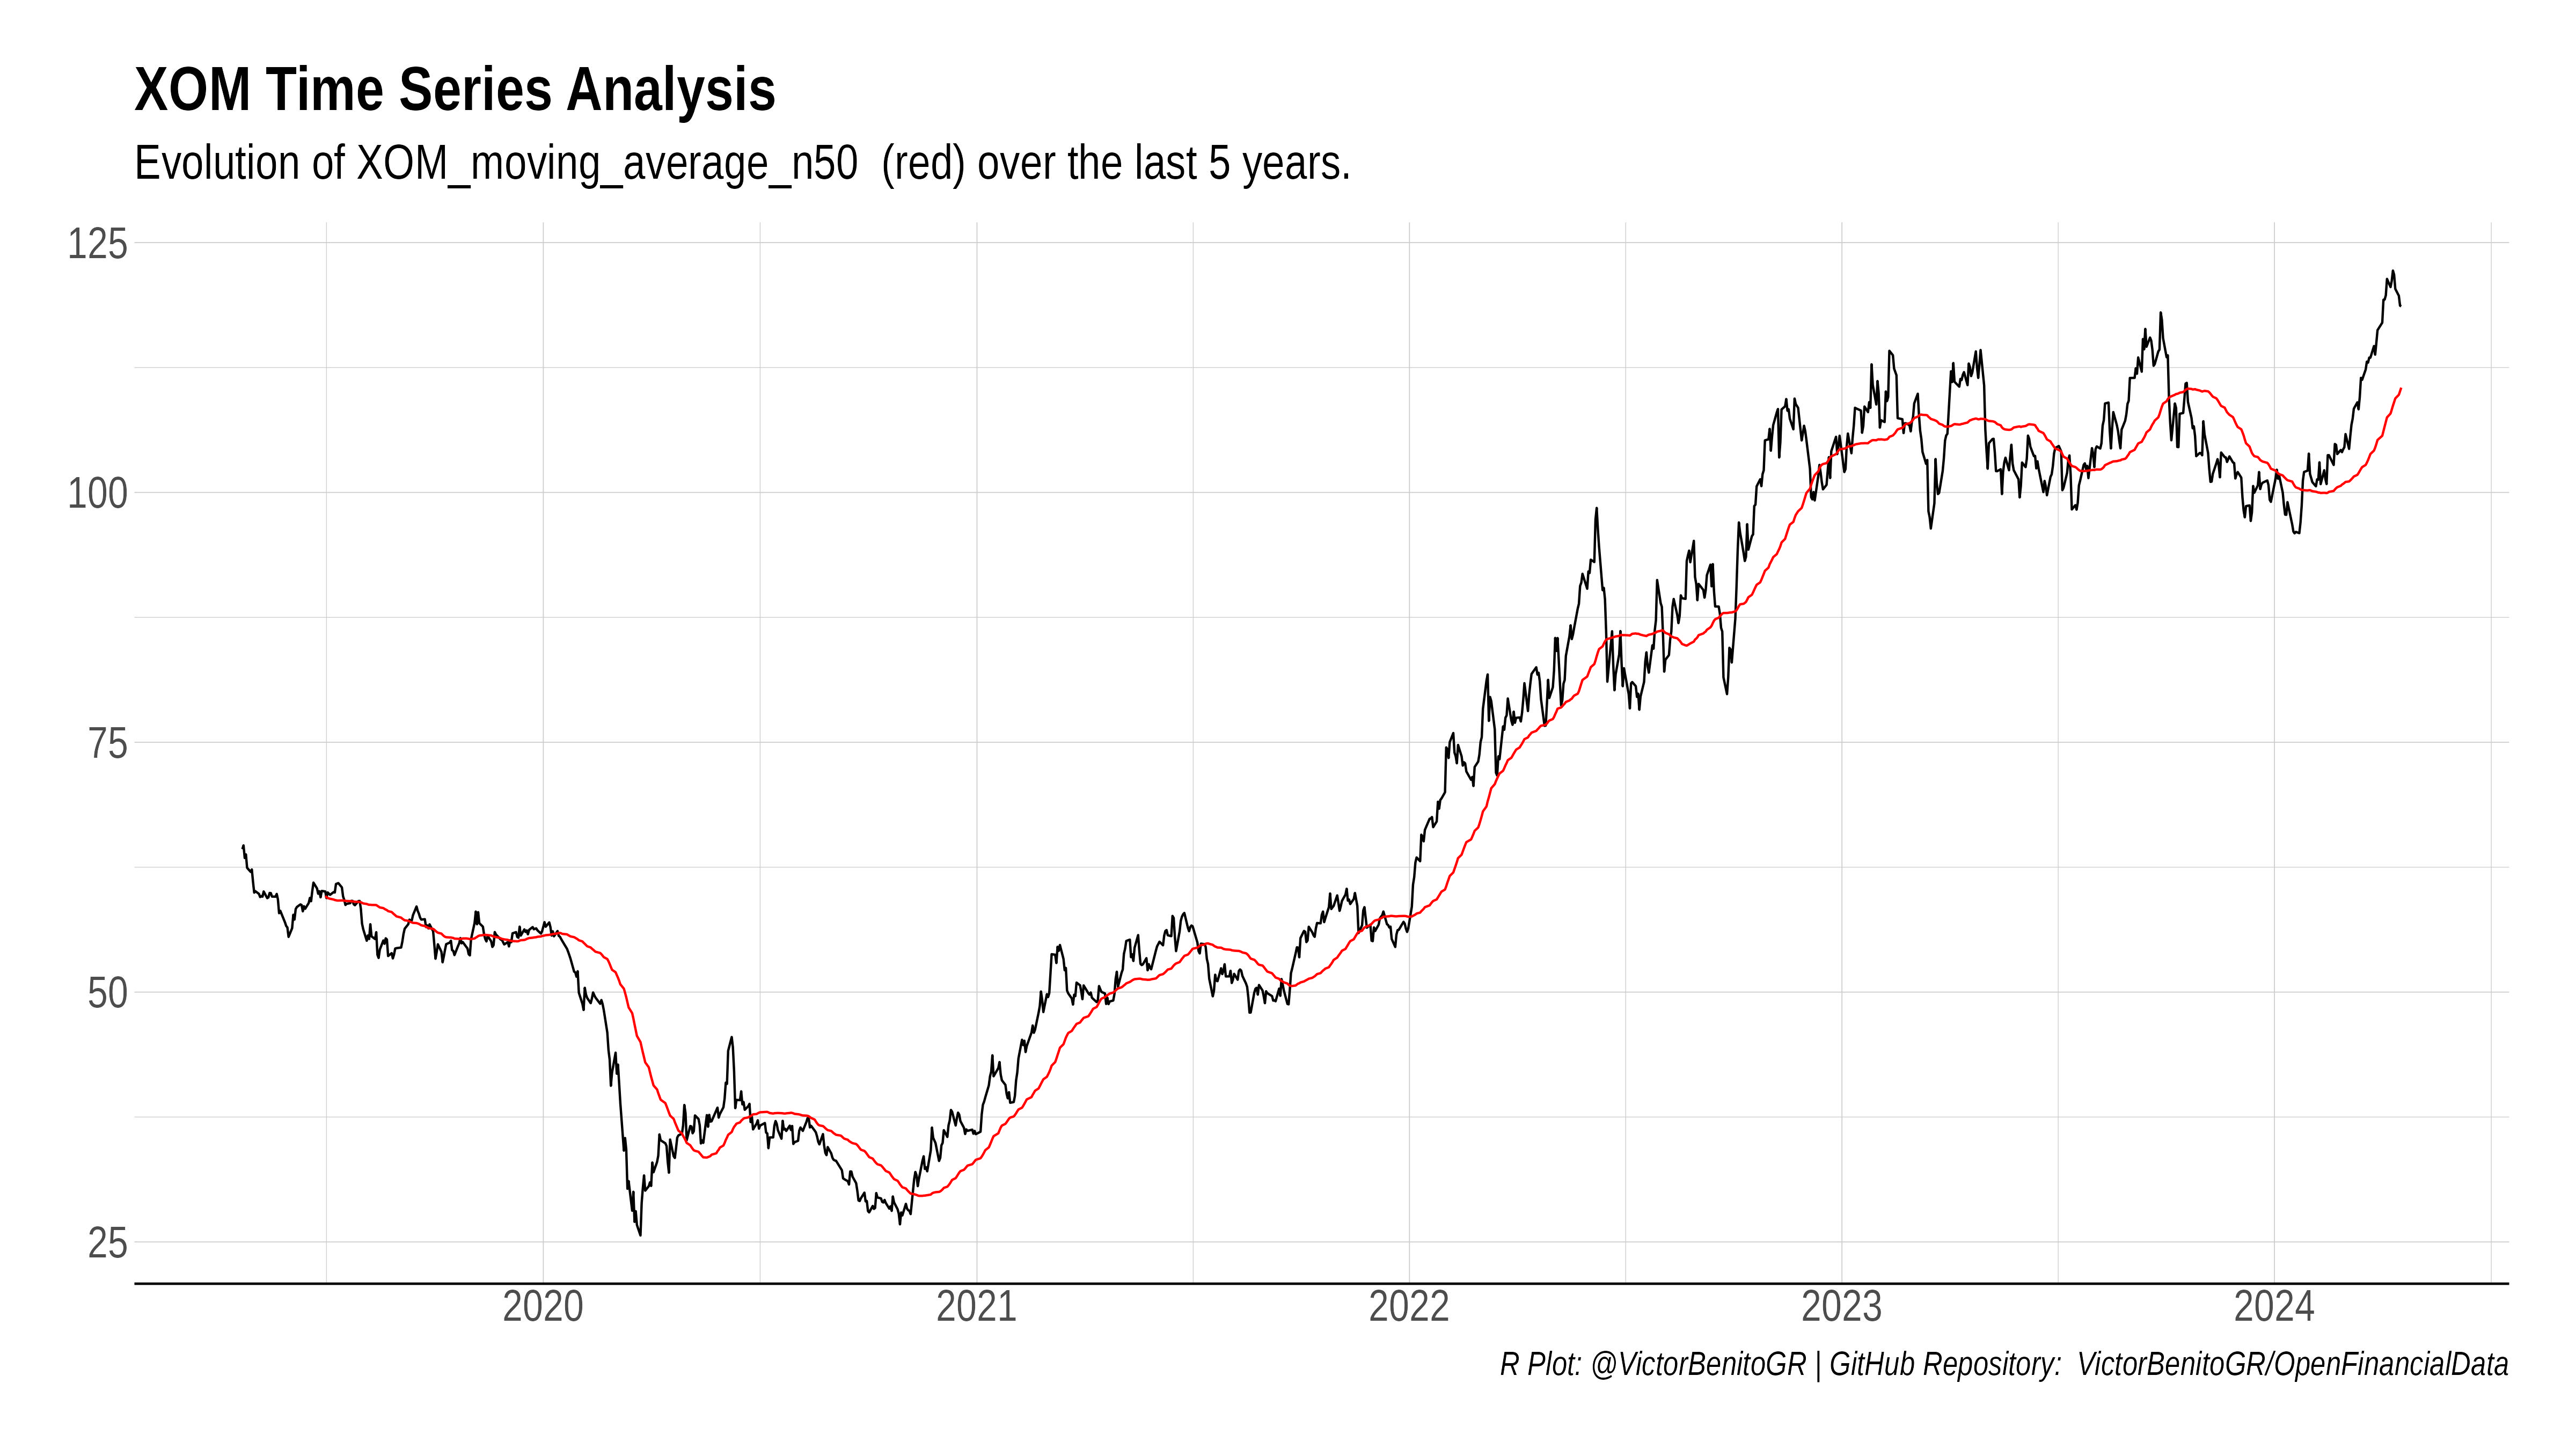 XOM Time Series Analysis
Evolution of XOM_moving_average_n50  (red) over the last 5 years.
125
100
75
50
25
2020 2021 2022 2023 2024
R Plot: @VictorBenitoGR | GitHub Repository:  VictorBenitoGR/OpenFinancialData